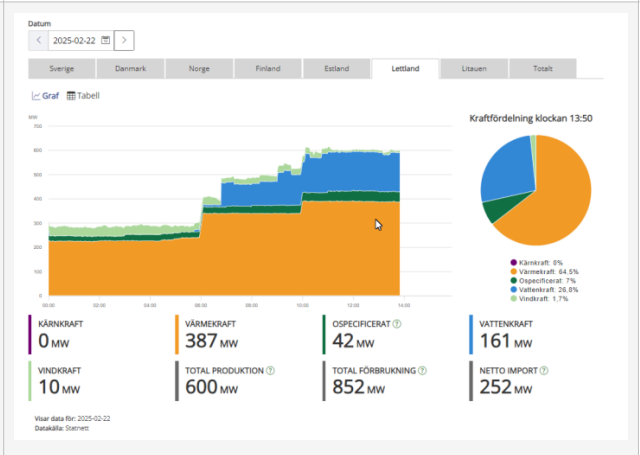 Datum
2025-02-22
Sverige Danmark Norge Finland Estland Lettland Litauen Totalt
Graf Tabell
MW
700
600
500
400
300
200
100
0
00:00 02:00 04:00 06:00 08:00 10:00 12:00 14:00
Kraftfördelning klockan 13:50
Kärnkraft: 0%
Värmekraft: 64,5%
Ospecificerat: 7%
Vattenkraft: 26,8%
Vindkraft: 1,7%
KÄRNKRAFT
0 MW
VÄRMEKRAFT
387 MW
OSPECIFICERAT ?
42 MW
VATTENKRAFT
161 MW
VINDKRAFT
10 MW
TOTAL PRODUKTION ?
600 MW
TOTAL FÖRBRUKNING ?
852 MW
NETTO IMPORT ?
252 MW
Visar data för: 2025-02-22
Datakälla: Statnett